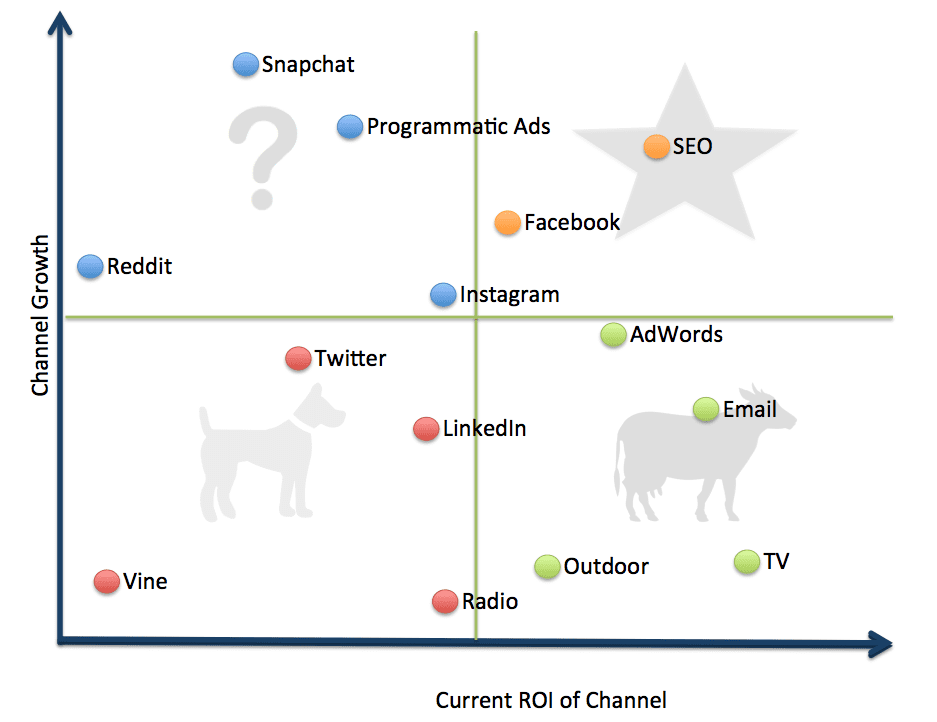 Snapchat
Programmatic Ads
SEO
Facebook
Reddit
Instagram
Channel Growth
AdWords
Twitter
Email
LinkedIn
Outdoor
TV
Vine
Radio
Current ROI of Channel
?